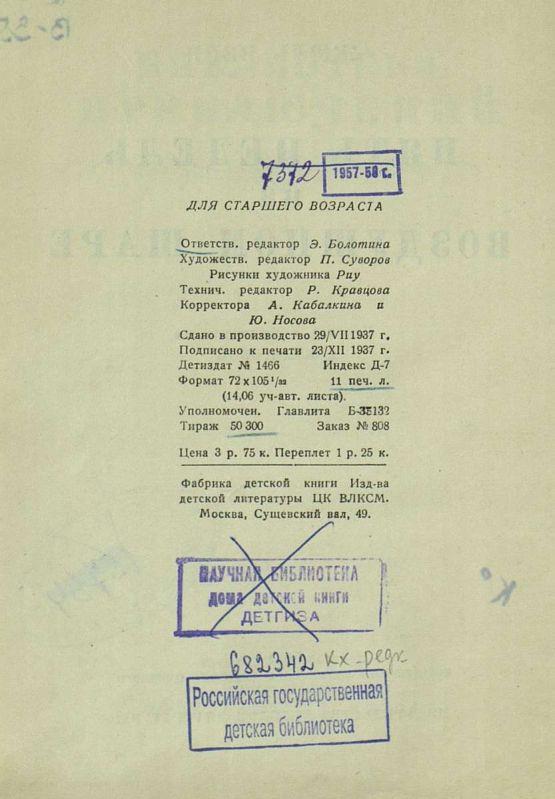 7372 1957-58 г.
ДЛЯ СТАРШЕГО ВОЗРАСТА
Ответств. редактор Э. Болотина
Художеств. редактор П. Суворов
Рисунки художника Риу
Технич. редактор Р. Кравцова
Корректора А. Кабалкина и
Ю. Носова
Сдано в производство 29/VII 1937 г.
Подписано к печати 23/XII 1937 г.
Детиздат № 1466 Индекс Д-7
Формат 72 х 105 1/32 11 печ. л.
(14,06 уч-авт. листа).
Уполномочен. Главлита Б-35132
Тираж 50 300 Заказ № 808
Цена 3 р. 75 к. Переплет 1 р. 25 к.
Фабрика детской книги Изд-ва
детской литературы ЦК ВЛКСМ.
Москва, Сущевский вал, 49.
НАУЧНАЯ БИБЛИОТЕКА
дома детской книги
ДЕТГИЗА
682342 кх-редк
Российская государственная
детская библиотека